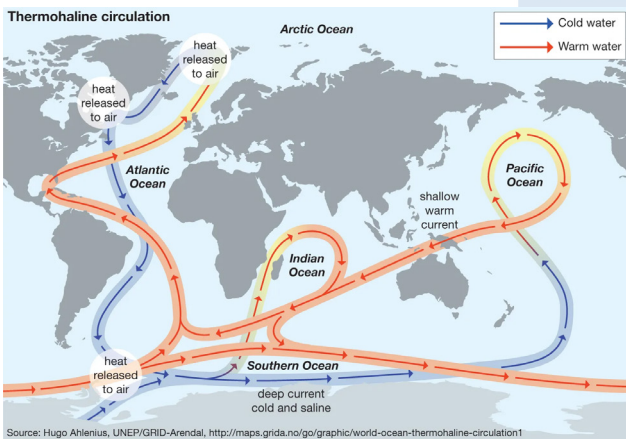 Thermohaline circulation
Cold water
Warm water
Arctic Ocean
heat
released
to air
heat
released
to air
Atlantic
Ocean
Pacific
Ocean
shallow
warm
current
Indian
Ocean
heat
released
to air
Southern Ocean
deep current
cold and saline
Source: Hugo Ahlenius, UNEP/GRID-Arendal, http://maps.grida.no/go/graphic/world-ocean-thermohaline-circulation1